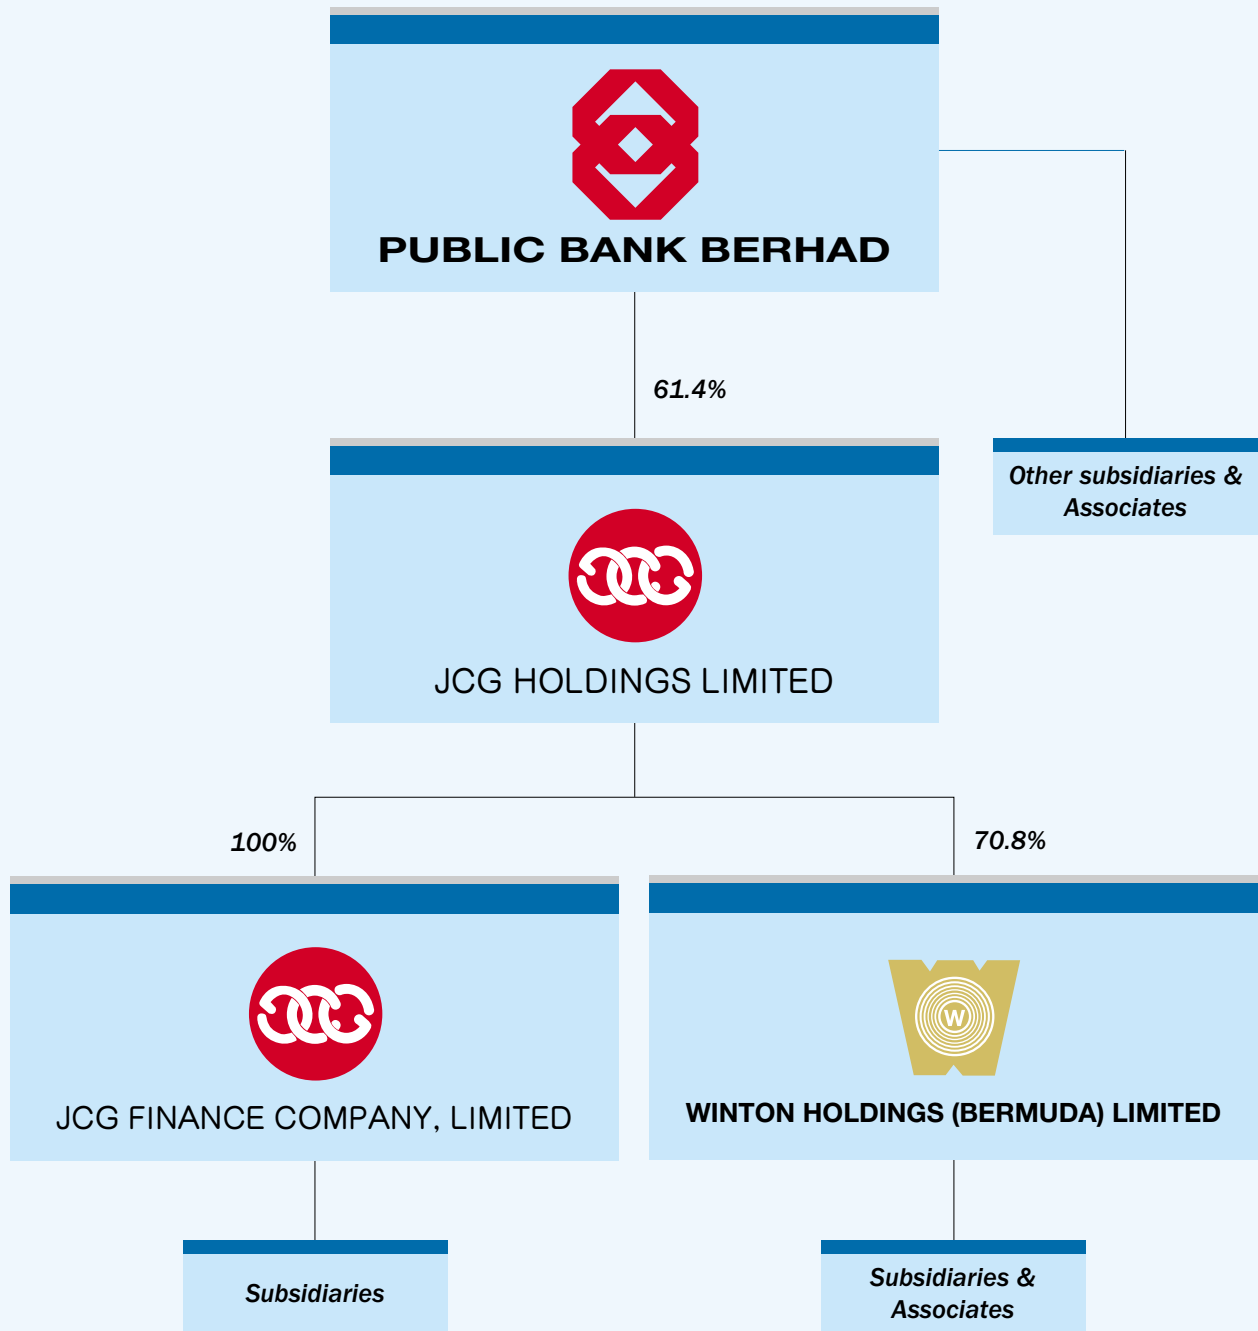 PUBLIC BANK BERHAD
61.4%
Other subsidiaries &
Associates
JCG HOLDINGS LIMITED
100%
70.8%
W
JCG FINANCE COMPANY, LIMITED
WINTON HOLDINGS (BERMUDA) LIMITED
Subsidiaries
Subsidiaries &
Associates